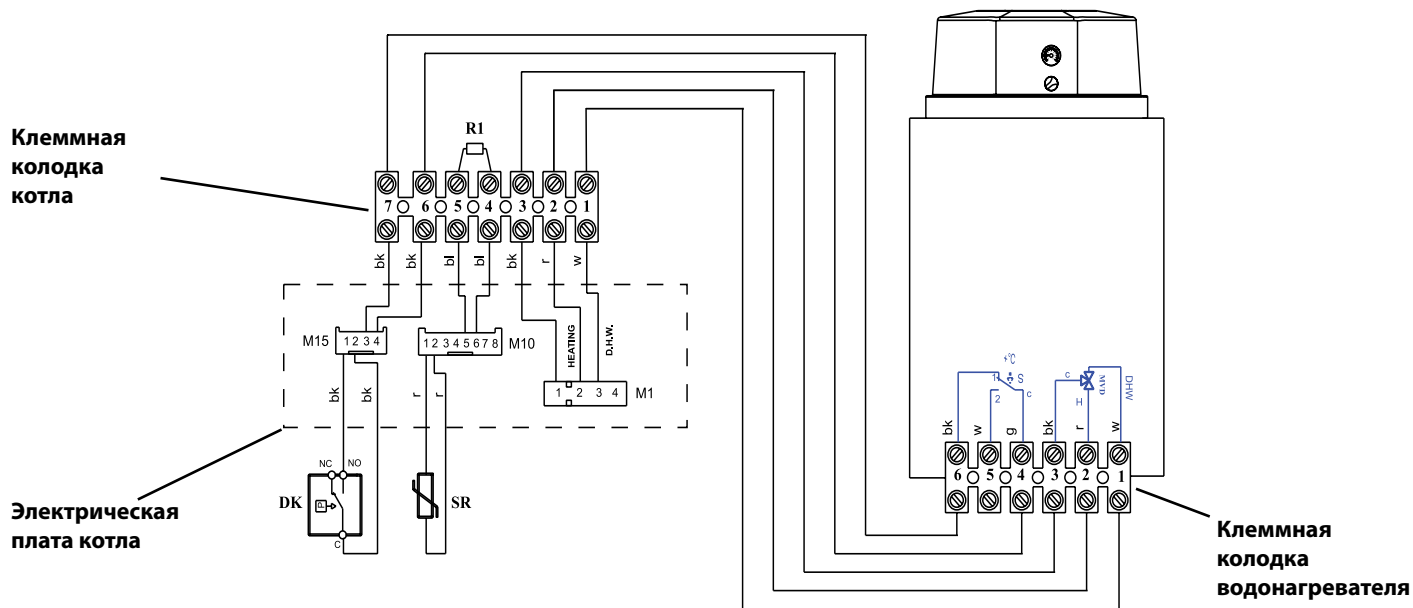 Клеммная
колодка
котла
R1
7 6 5 4 3 2 1
bk bk bl bl bk r w
HEATING
D.H.W.
M15
1 2 3 4
1 2 3 4 5 6 7 8
M10
1 2 3 4
M1
bk bk r r
NC NO
DK
P
C
SR
Электрическая
плата котла
°C
1 S
2 c
c
MVD
H
DHW
bk w g bk r w
6 5 4 3 2 1
Клеммная
колодка
водонагревателя